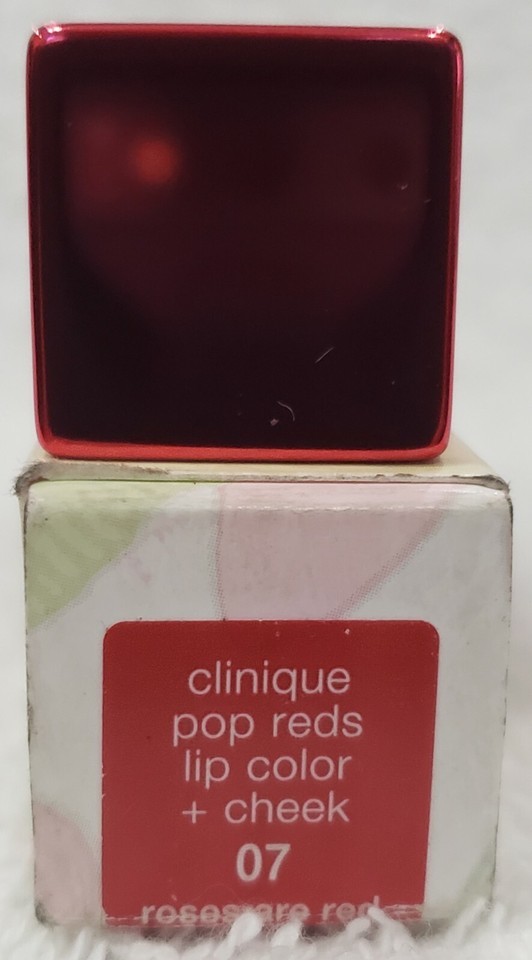 clinique
pop reds
lip color
+ cheek
07
roses are red